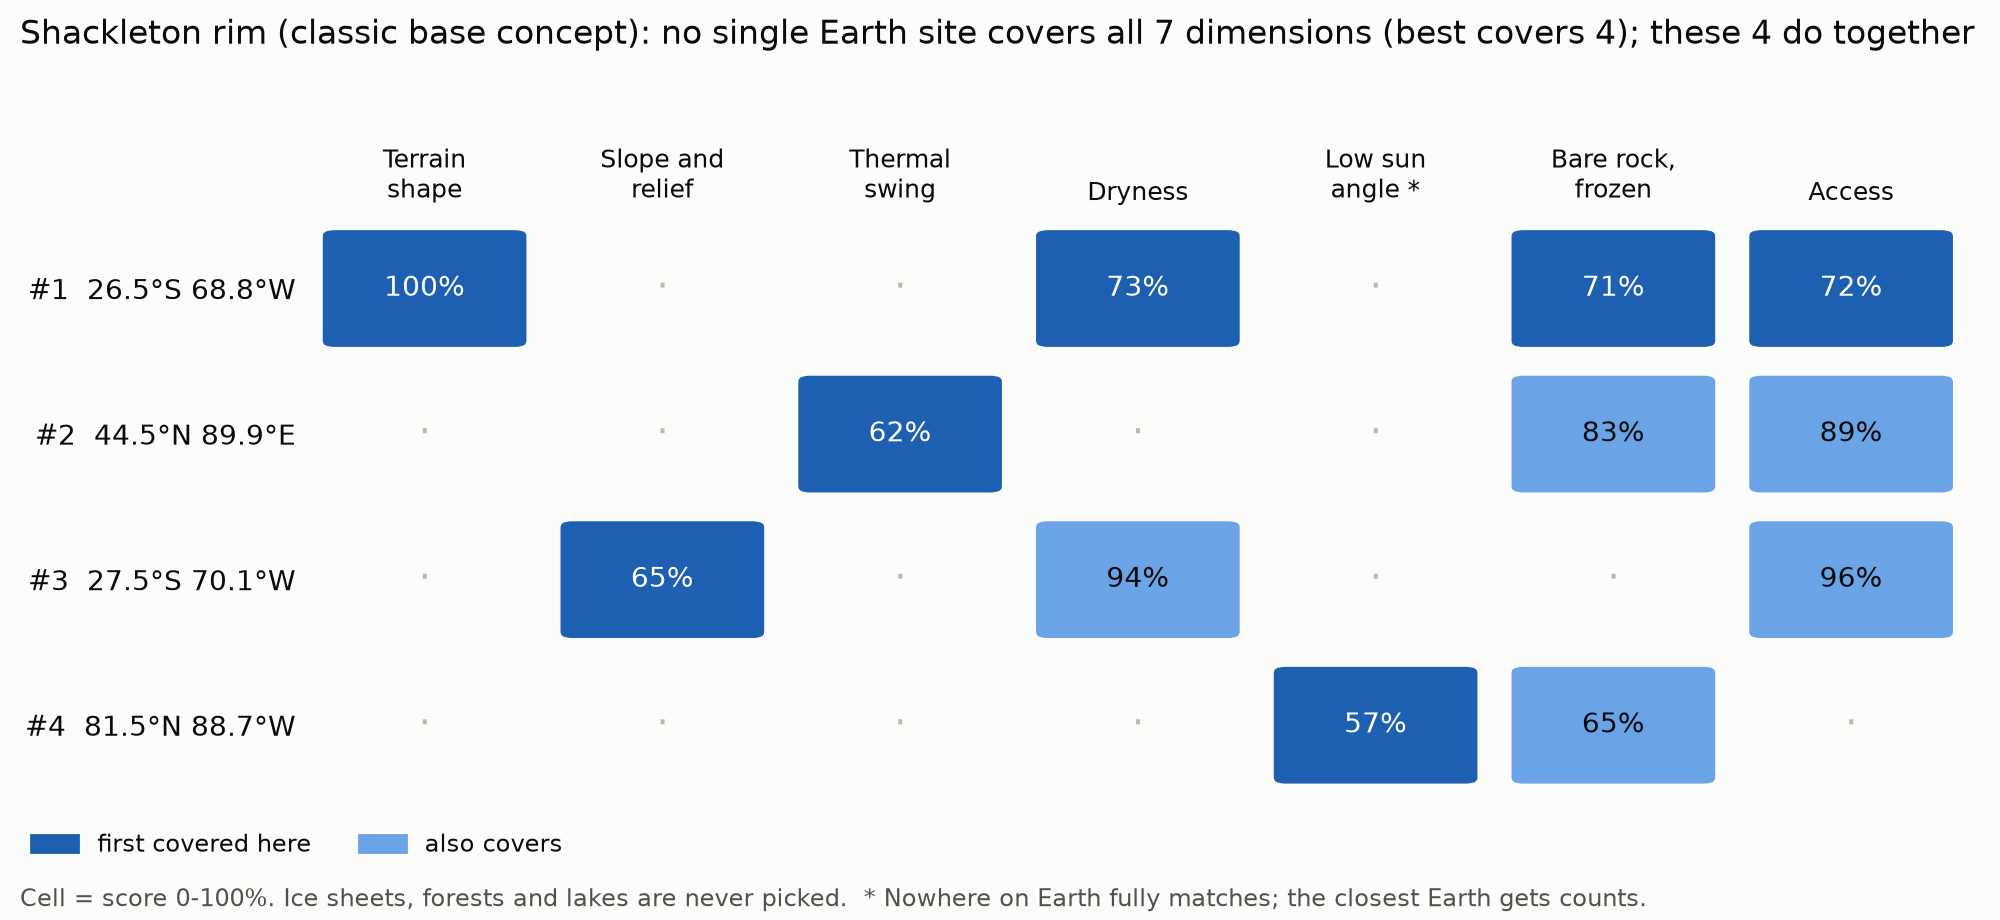 Shackleton rim (classic base concept): no single Earth site covers all 7 dimensions (best covers 4); these 4 do together
Terrain shape
Slope and relief
Thermal swing
Dryness
Low sun angle *
Bare rock, frozen
Access
#1 26.5°S 68.8°W 100% · · 73% · 71% 72%
#2 44.5°N 89.9°E · · 62% · · 83% 89%
#3 27.5°S 70.1°W · 65% · 94% · · 96%
#4 81.5°N 88.7°W · · · · 57% 65% ·
first covered here also covers
Cell = score 0-100%. Ice sheets, forests and lakes are never picked. * Nowhere on Earth fully matches; the closest Earth gets counts.